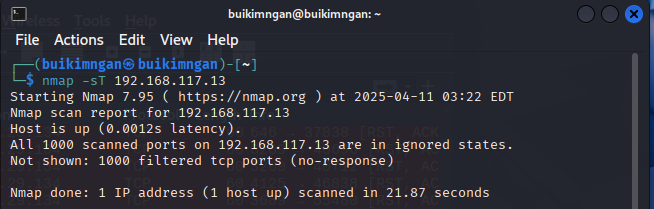 buikimngan: ~
File Actions Edit View Help
┌──(buikimngan㉿buikimngan)-[~]
└─$ nmap -sT 192.168.117.13
Starting Nmap 7.95 ( https://nmap.org ) at 2025-04-11 03:22 EDT
Nmap scan report for 192.168.117.13
Host is up (0.0012s latency).
All 1000 scanned ports on 192.168.117.13 are in ignored states.
Not shown: 1000 filtered tcp ports (no-response)
Nmap done: 1 IP address (1 host up) scanned in 21.87 seconds